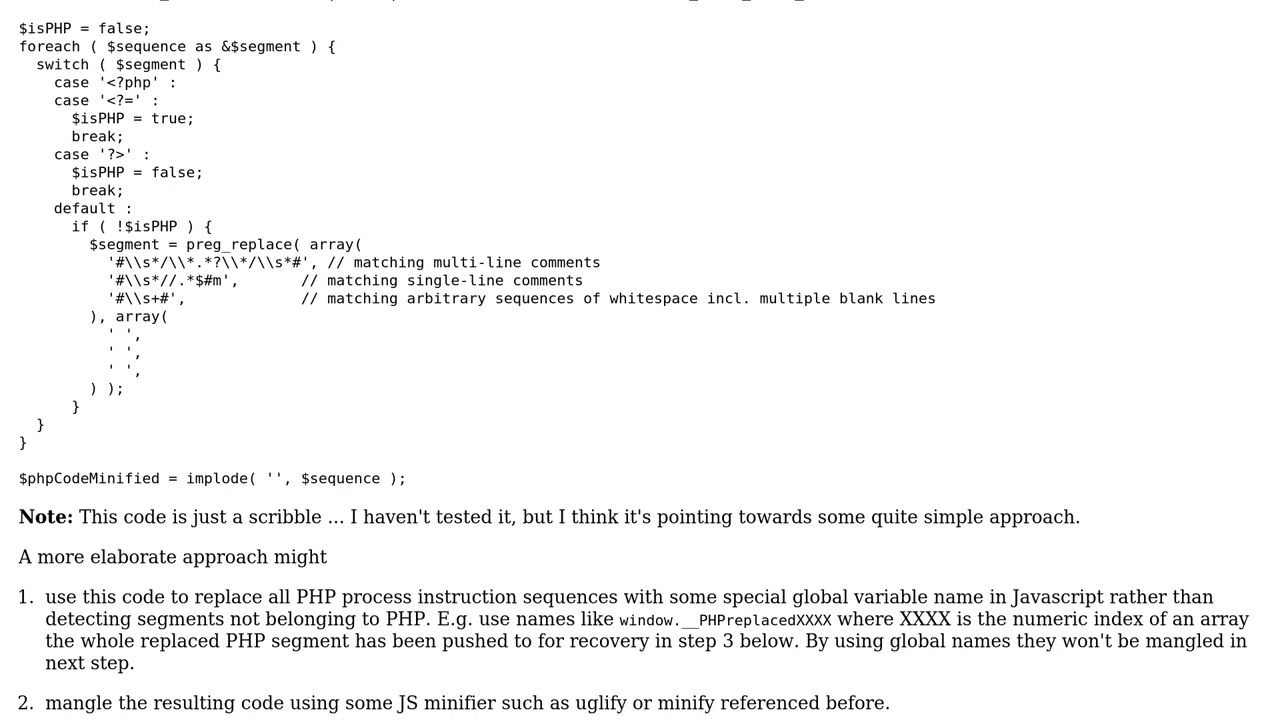 $isPHP = false;
foreach ( $sequence as &$segment ) {
  switch ( $segment ) {
    case '<?php' :
    case '<?=' :
      $isPHP = true;
      break;
    case '?>' :
      $isPHP = false;
      break;
    default :
      if ( !$isPHP ) {
        $segment = preg_replace( array(
          '#\\s*/\\*.*?\\*/\\s*#', // matching multi-line comments
          '#\\s*//.*$#m',       // matching single-line comments
          '#\\s+#',             // matching arbitrary sequences of whitespace incl. multiple blank lines
        ), array(
          ' ',
          ' ',
          ' ',
        ) );
      }
  }
}

$phpCodeMinified = implode( '', $sequence );
Note: This code is just a scribble ... I haven't tested it, but I think it's pointing towards some quite simple approach.
A more elaborate approach might
1. use this code to replace all PHP process instruction sequences with some special global variable name in Javascript rather than
detecting segments not belonging to PHP. E.g. use names like window.__PHPreplacedXXXX where XXXX is the numeric index of an array
the whole replaced PHP segment has been pushed to for recovery in step 3 below. By using global names they won't be mangled in
next step.
2. mangle the resulting code using some JS minifier such as uglify or minify referenced before.